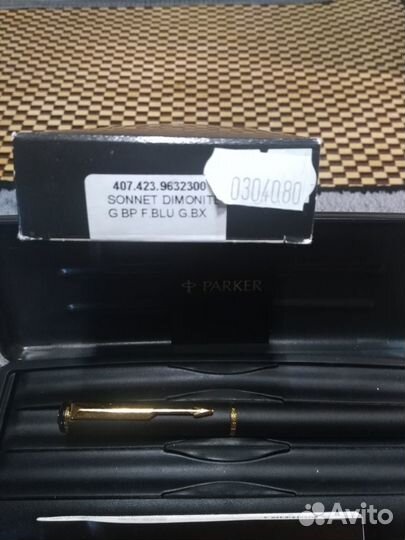 407.423.9632300
0304080
SONNET DIMONITE
G BP F.BLU G.BX
PARKER
Avito